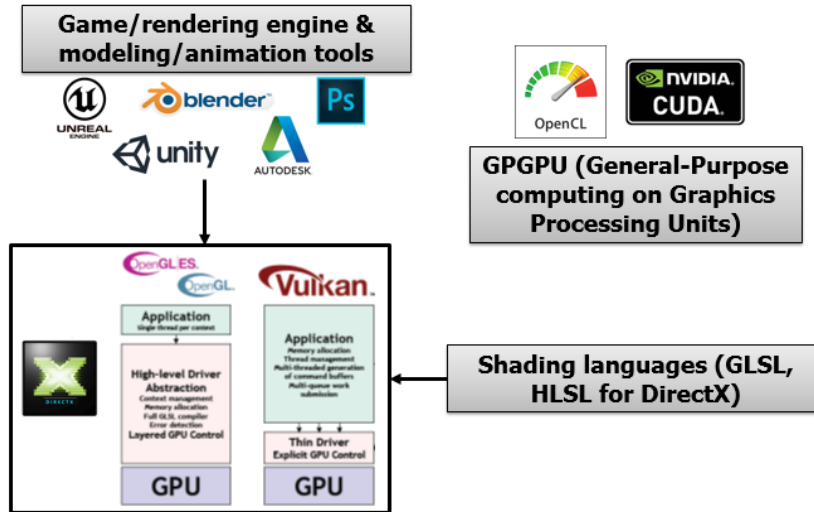 Game/rendering engine &
modeling/animation tools
UNREAL
ENGINE
blender™
Ps
unity
AUTODESK.
OpenCL
NVIDIA.
CUDA.
GPGPU (General-Purpose
computing on Graphics
Processing Units)
DIRECTX
OpenGL|ES.
OpenGL.
Application
Single thread per context
High-level Driver
Abstraction
Context management
Memory allocation
Full GLSL compiler
Error detection
Layered GPU Control
GPU
Vulkan™
Application
Memory allocation
Thread management
Multi-threaded generation
of command buffers
Multi-queue work
submission
Thin Driver
Explicit GPU Control
GPU
Shading languages (GLSL,
HLSL for DirectX)